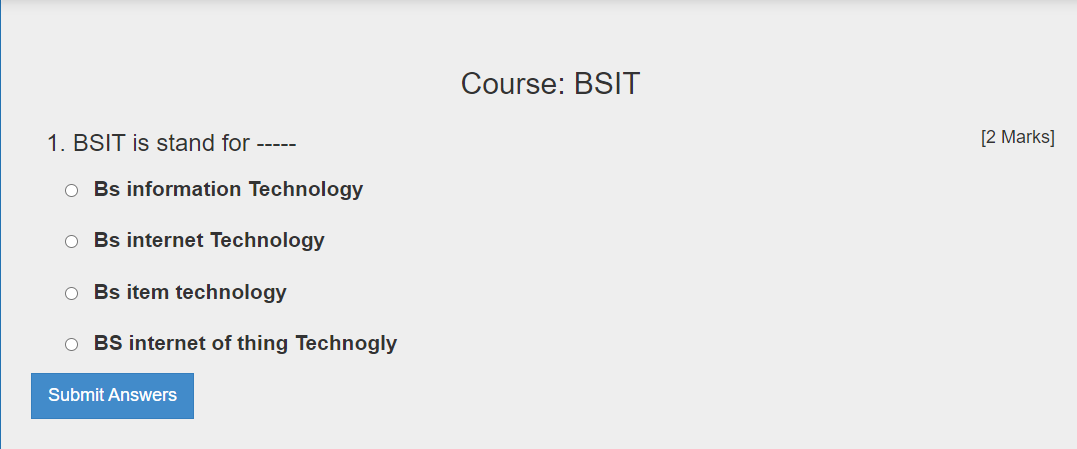 Course: BSIT
1. BSIT is stand for -----
[2 Marks]
Bs information Technology
Bs internet Technology
Bs item technology
BS internet of thing Technogly
Submit Answers